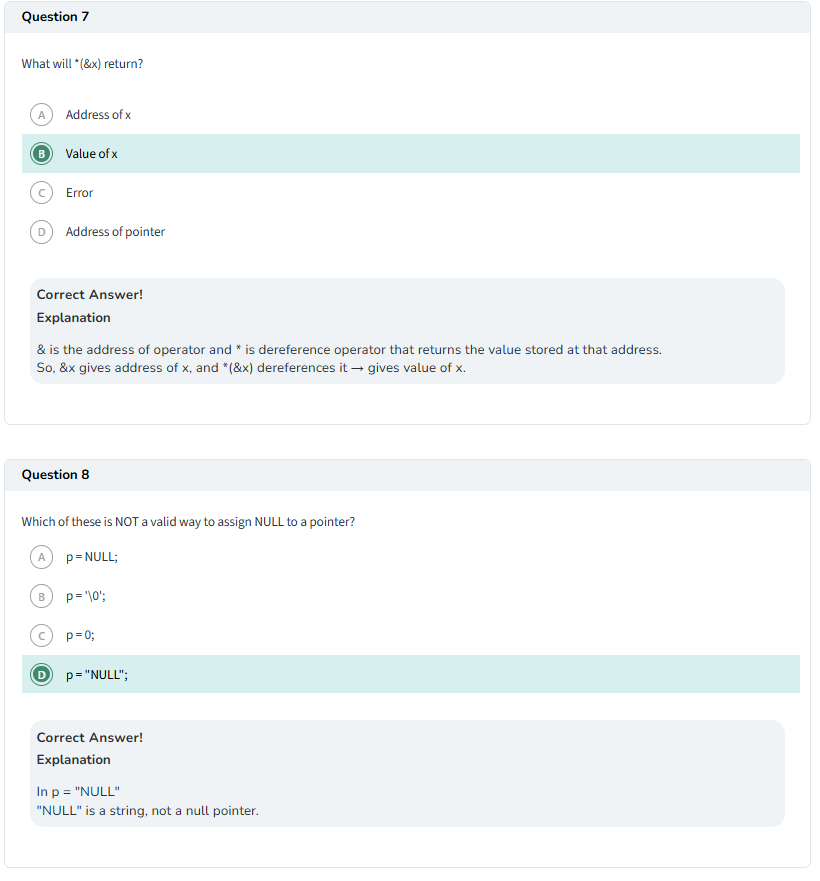 Question 7
What will *(&x) return?
A Address of x
B Value of x
C Error
D Address of pointer
Correct Answer!
Explanation
& is the address of operator and * is dereference operator that returns the value stored at that address.
So, &x gives address of x, and *(&x) dereferences it → gives value of x.
Question 8
Which of these is NOT a valid way to assign NULL to a pointer?
A p = NULL;
B p = '\0';
C p = 0;
D p = "NULL";
Correct Answer!
Explanation
In p = "NULL"
"NULL" is a string, not a null pointer.